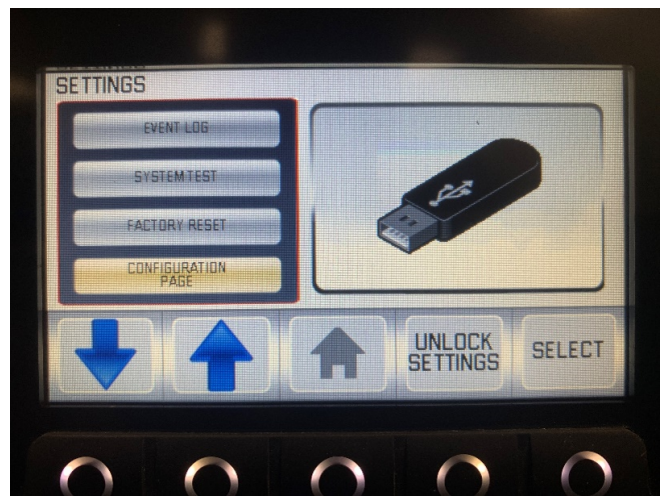 SETTINGS
EVENT LOG
SYSTEM TEST
FACTORY RESET
CONFIGURATION
PAGE
UNLOCK
SETTINGS
SELECT